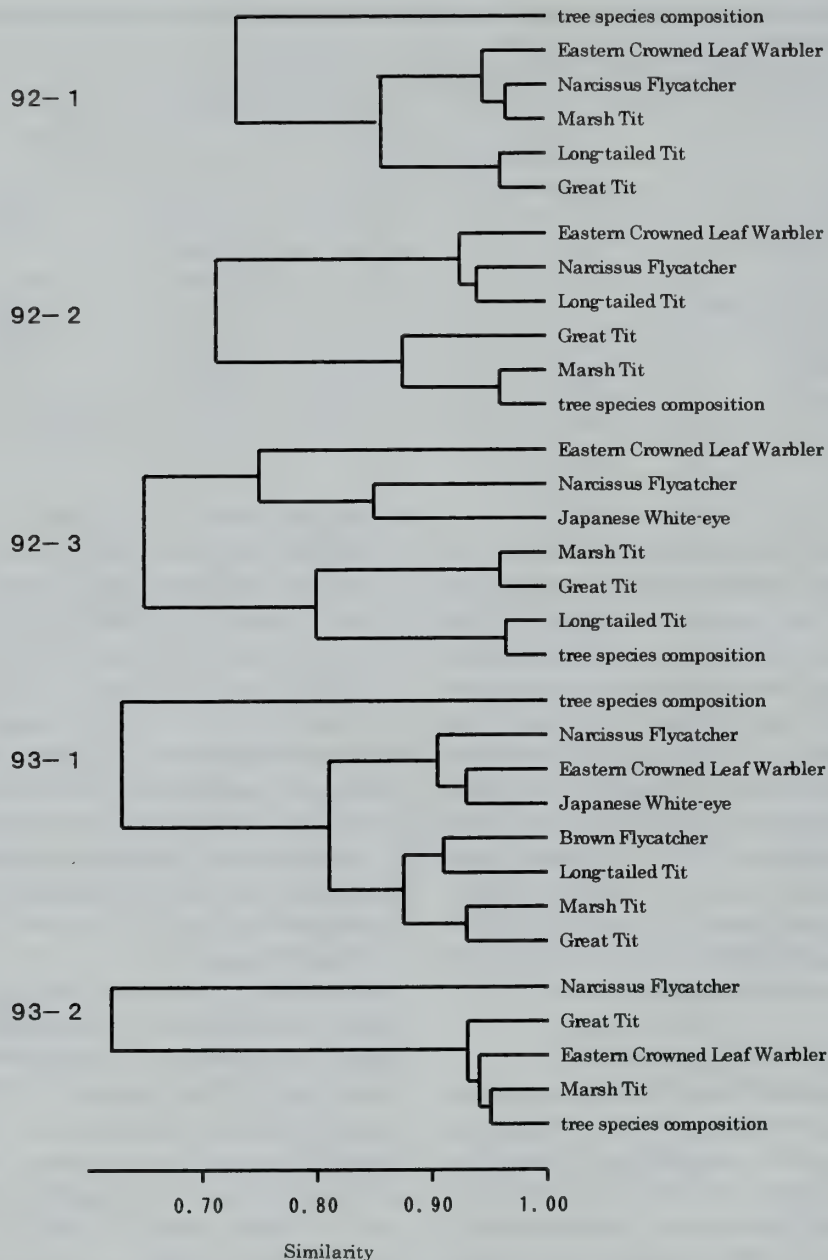 92-1
tree species composition
Eastern Crowned Leaf Warbler
Narcissus Flycatcher
Marsh Tit
Long-tailed Tit
Great Tit
92-2
Eastern Crowned Leaf Warbler
Narcissus Flycatcher
Long-tailed Tit
Great Tit
Marsh Tit
tree species composition
92-3
Eastern Crowned Leaf Warbler
Narcissus Flycatcher
Japanese White-eye
Marsh Tit
Great Tit
Long-tailed Tit
tree species composition
93-1
tree species composition
Narcissus Flycatcher
Eastern Crowned Leaf Warbler
Japanese White-eye
Brown Flycatcher
Long-tailed Tit
Marsh Tit
Great Tit
93-2
Narcissus Flycatcher
Great Tit
Eastern Crowned Leaf Warbler
Marsh Tit
tree species composition
0.70 0.80 0.90 1.00
Similarity